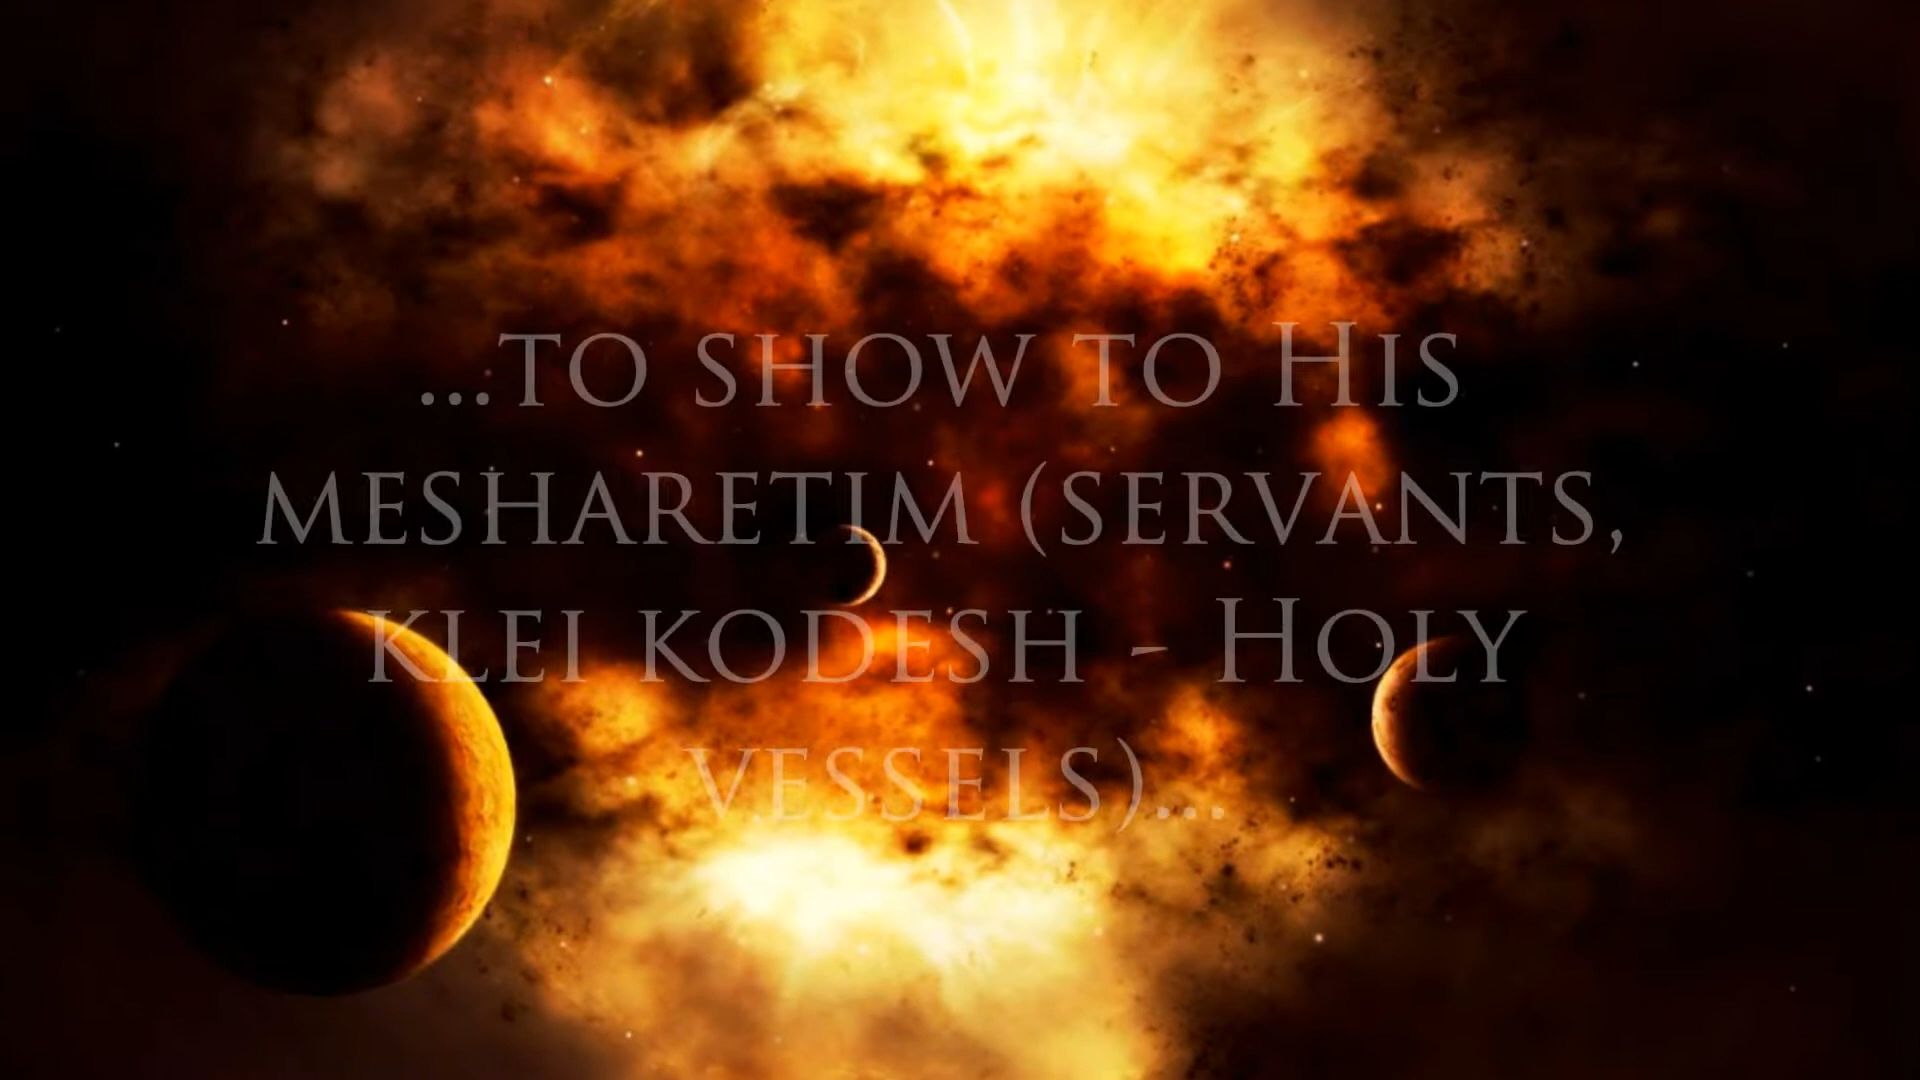 ...to show to His
mesharetim (servants,
klei kodesh - Holy
vessels)...